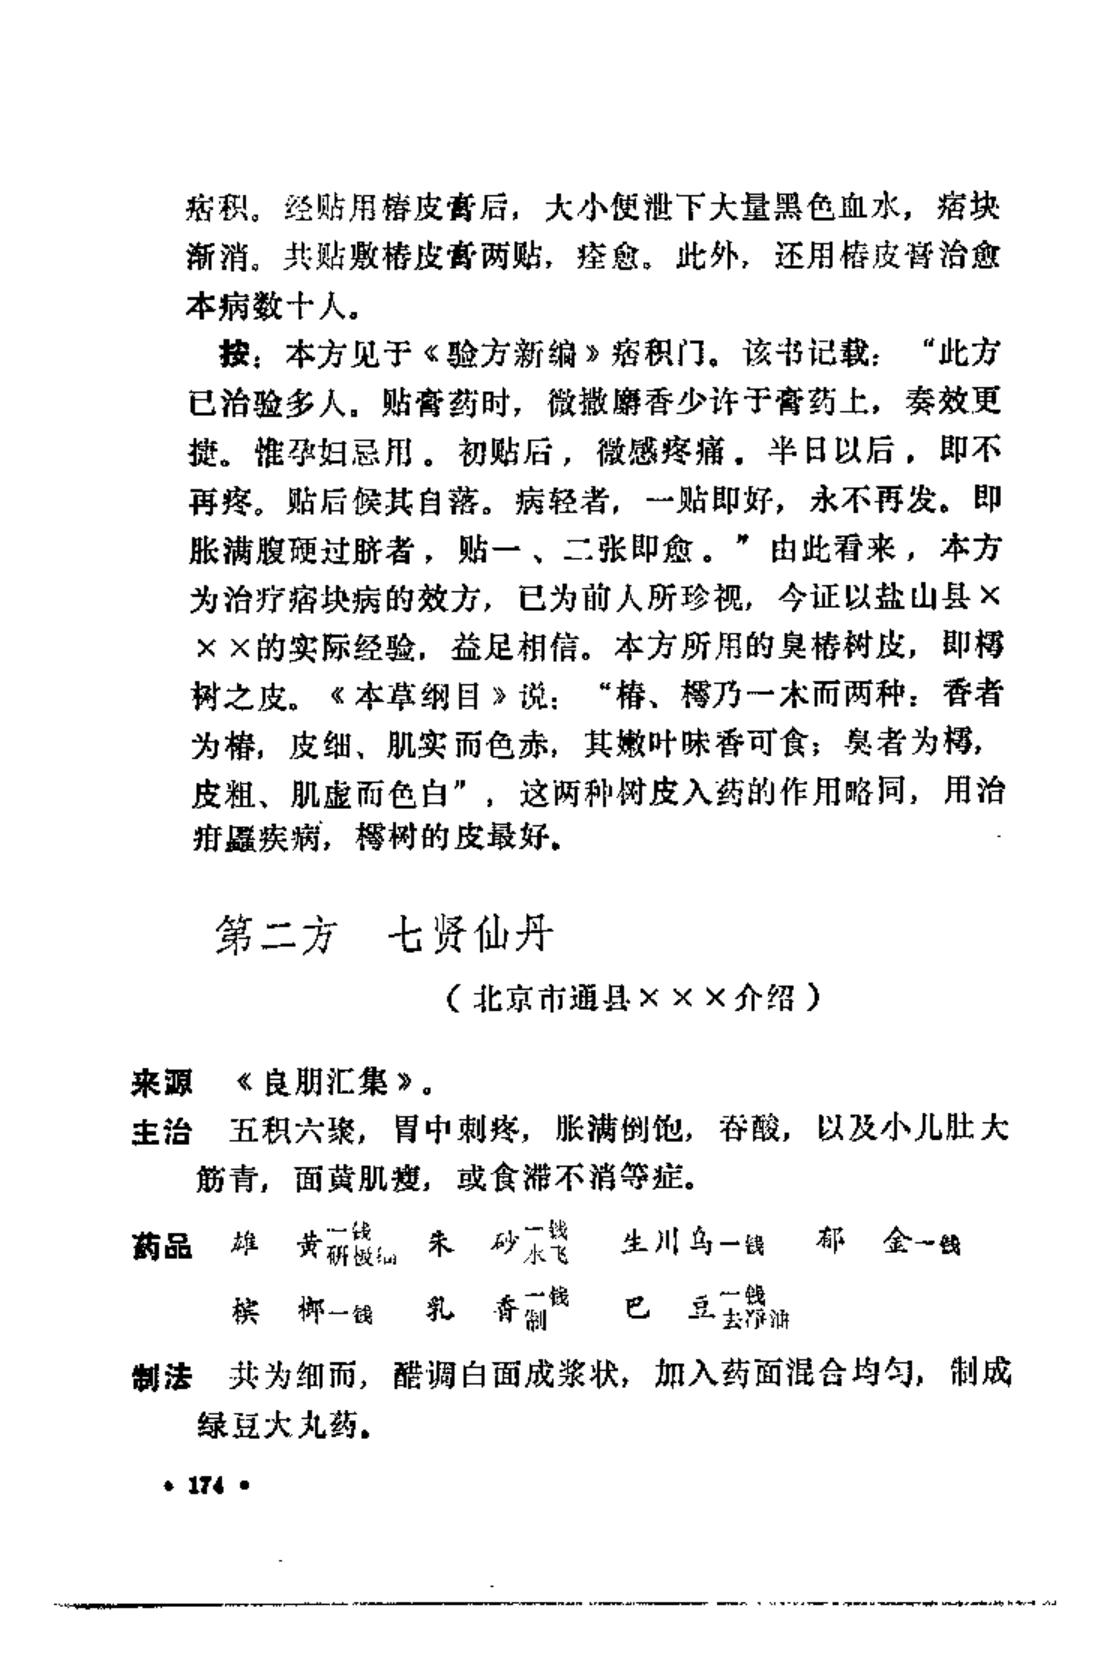 痞积。经贴用椿皮膏后，大小便泄下大量黑色血水，痞块
渐消。共贴敷椿皮膏两贴，痊愈。此外，还用椿皮膏治愈
本病数十人。
按：本方见于《验方新编》痞积门。该书记载：“此方
已治验多人。贴膏药时，微撒麝香少许于膏药上，奏效更
捷。惟孕妇忌用。初贴后，微感疼痛。半日以后，即不
再疼。贴后候其自落。病轻者，一贴即好，永不再发。即
胀满腹硬过脐者，贴一、二张即愈。”由此看来，本方
为治疗痞块病的效方，已为前人所珍视，今证以盐山县×
××的实际经验，益足相信。本方所用的臭椿树皮，即樗
树之皮。《本草纲目》说：“椿、樗乃一木而两种：香者
为椿，皮细、肌实而色赤，其嫩叶味香可食；臭者为樗，
皮粗、肌虚而色白”，这两种树皮入药的作用略同，用治
疳䘌疾病，樗树的皮最好。
第二方 七贤仙丹
（北京市通县×××介绍）
来源 《良朋汇集》。
主治 五积六聚，胃中刺疼，胀满倒饱，吞酸，以及小儿肚大
筋青，面黄肌瘦，或食滞不消等症。
药品 雄 黄一钱研极细 朱 砂一钱水飞 生川乌一钱 郁 金一钱
槟 榔一钱 乳 香一钱制 巴 豆一钱去净油
制法 共为细面，醋调白面成浆状，加入药面混合均匀，制成
绿豆大丸药。
• 174 •